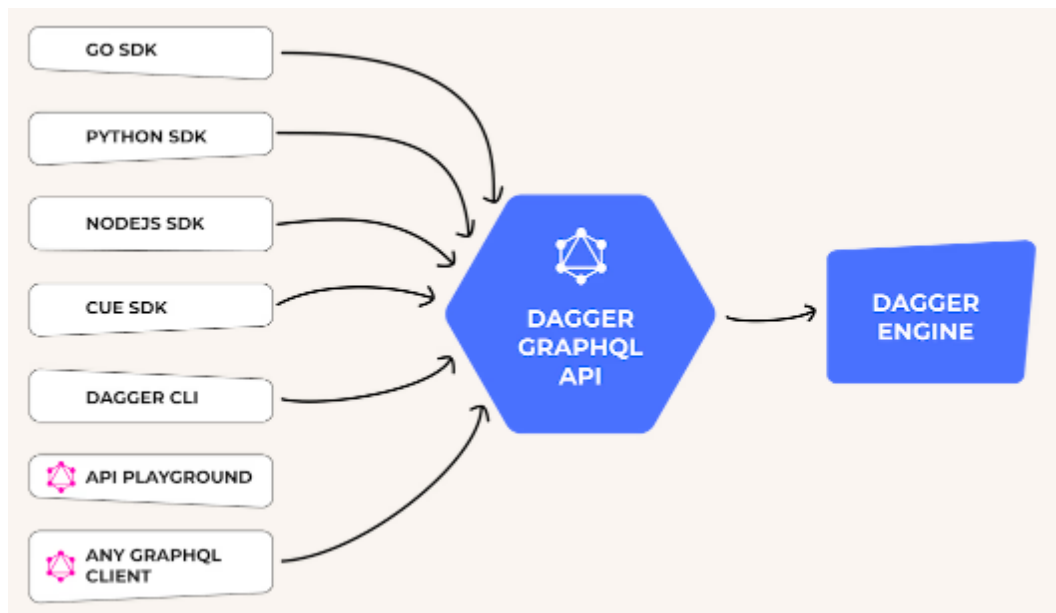 GO SDK
PYTHON SDK
NODEJS SDK
CUE SDK
DAGGER CLI
API PLAYGROUND
ANY GRAPHQL
CLIENT
DAGGER
GRAPHQL
API
DAGGER
ENGINE